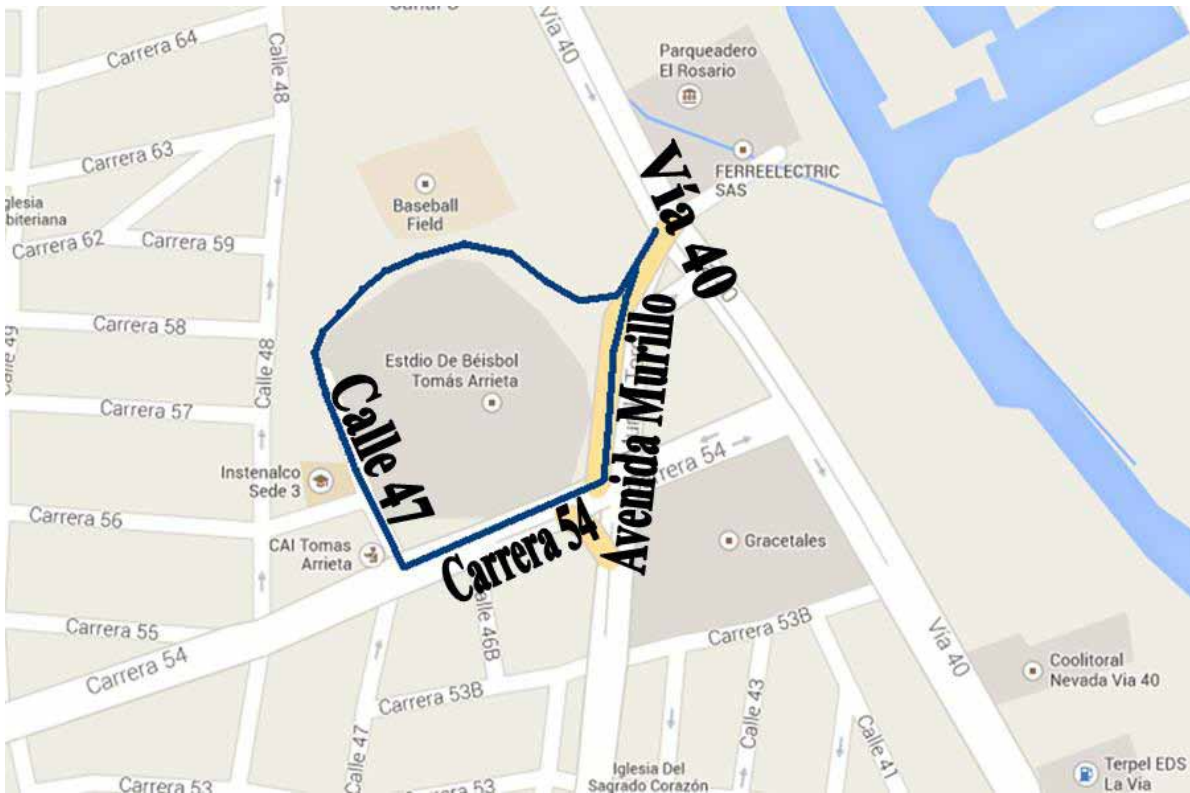 Vía 40
Carrera 64
Calle 48
Parqueadero
El Rosario
Carrera 63
FERREELECTRIC
SAS
Baseball
Field
Iglesia
biteriana
Carrera 62
Carrera 59
Vía 40
Carrera 58
Calle 48
Estdio De Béisbol
Tomás Arrieta
Carrera 57
Calle 47
Avenida Murillo
Instenalco
Sede 3
Carrera 54
Carrera 56
CAI Tomas
Arrieta
Carrera 54
Gracetales
Calle 46B
Carrera 55
Carrera 54
Carrera 53B
Vía 40
Coolitoral
Nevada Via 40
Carrera 53B
Calle 47
Calle 43
Calle 41
Iglesia Del
Sagrado Corazón
Terpel EDS
La Via
Carrera 53